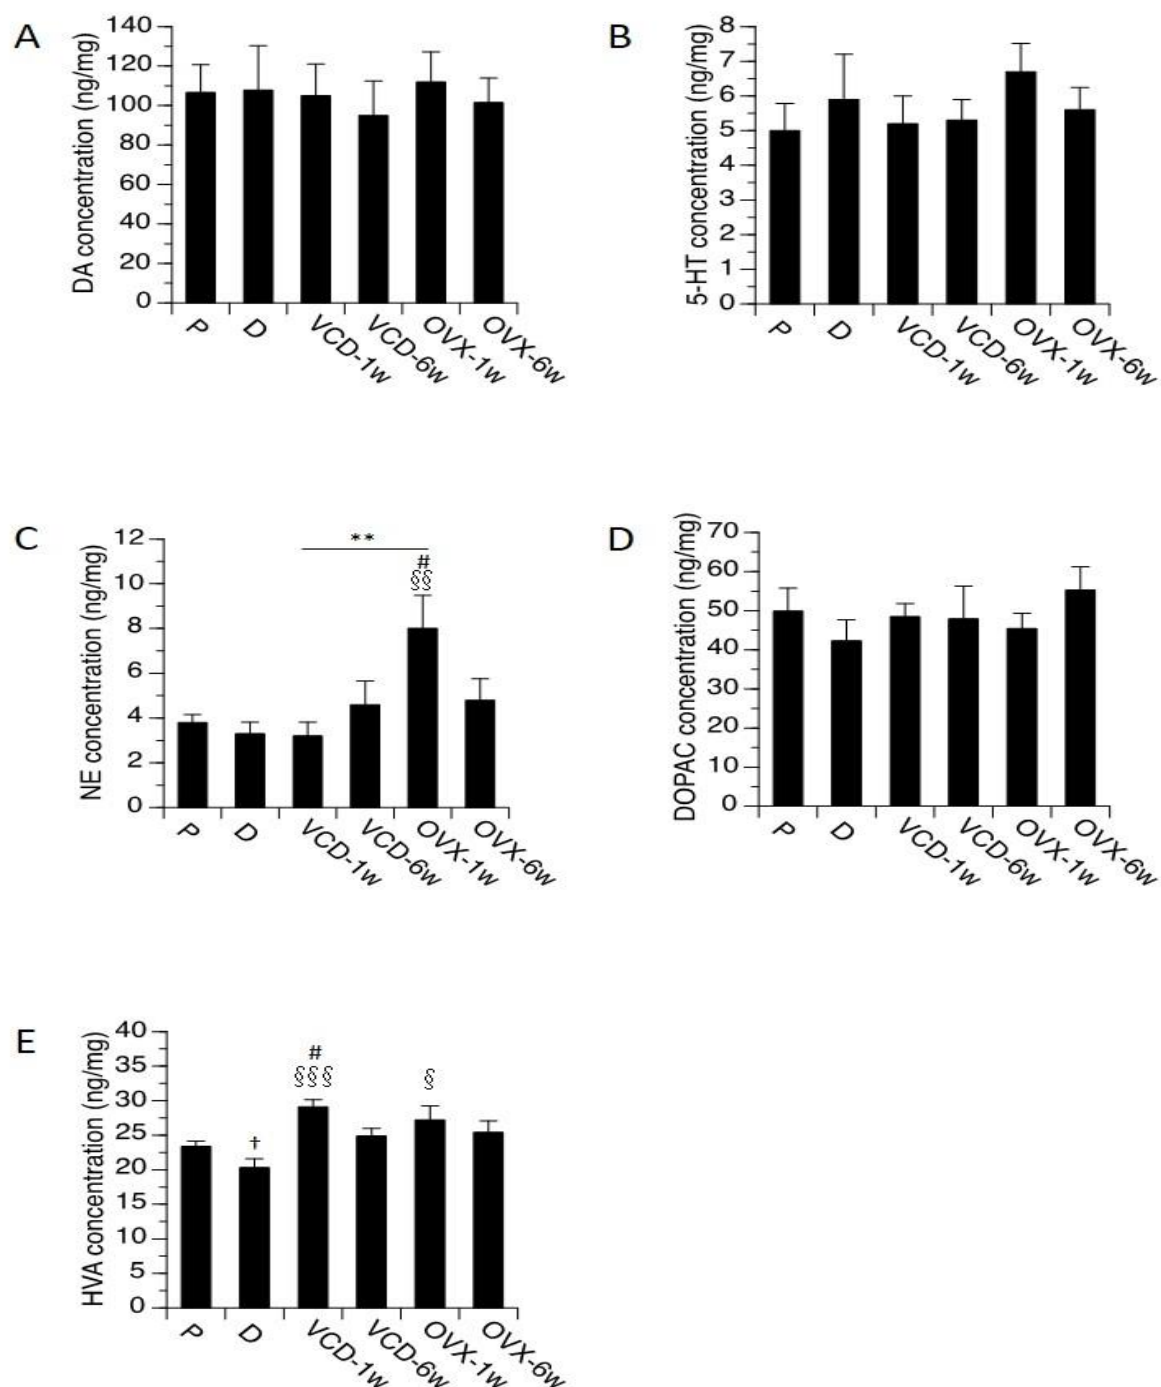 A
DA concentration (ng/mg)
140
120
100
80
60
40
20
0
P
D
VCD-1w
VCD-6w
OVX-1w
OVX-6w
B
5-HT concentration (ng/mg)
8
7
6
5
4
3
2
1
0
P
D
VCD-1w
VCD-6w
OVX-1w
OVX-6w
C
NE concentration (ng/mg)
12
10
8
6
4
2
0
**
#
§§
P
D
VCD-1w
VCD-6w
OVX-1w
OVX-6w
D
DOPAC concentration (ng/mg)
70
60
50
40
30
20
10
0
P
D
VCD-1w
VCD-6w
OVX-1w
OVX-6w
E
HVA concentration (ng/mg)
40
35
30
25
20
15
10
5
0
†
#
§§§
§
P
D
VCD-1w
VCD-6w
OVX-1w
OVX-6w